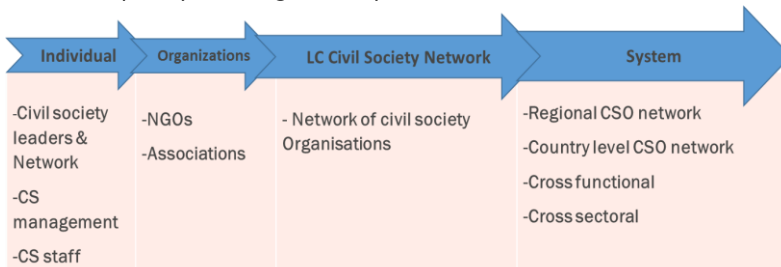 Individual
Organizations
LC Civil Society Network
System
-Civil society
leaders &
Network
-CS
management
-CS staff
-NGOs
-Associations
- Network of civil society
Organisations
-Regional CSO network
-Country level CSO network
-Cross functional
-Cross sectoral